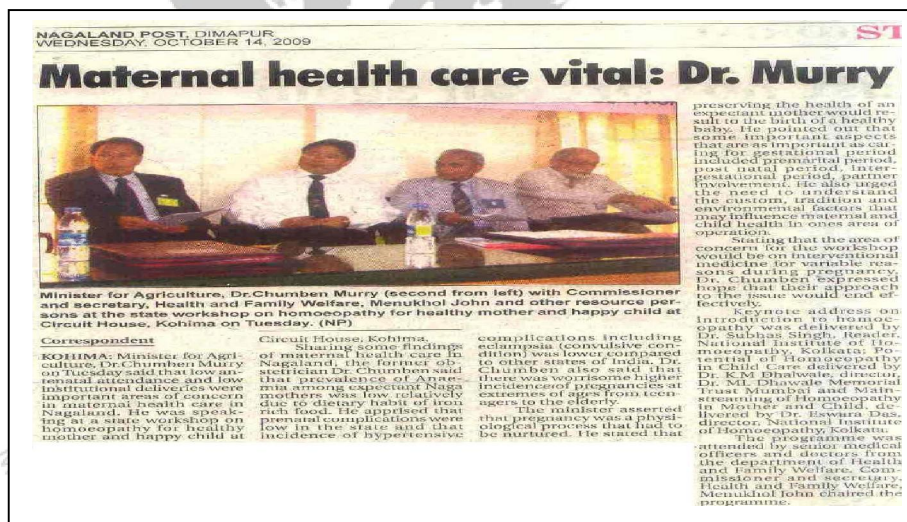 NAGALAND POST, DIMAPUR
WEDNESDAY, OCTOBER 14, 2009
ST
Maternal health care vital: Dr. Murry
Minister for Agriculture, Dr.Chumben Murry (second from left) with Commissioner
and secretary, Health and Family Welfare, Menukhol John and other resource per-
sons at the state workshop on homoeopathy for healthy mother and happy child at
Circuit House, Kohima on Tuesday. (NP)
Correspondent
KOHIMA: Minister for Agri-
culture, Dr.Chumben Murry
on Tuesday said that low an-
tenatal attendance and low
institutional deliveries were
important areas of concern
in maternal health care in
Nagaland. He was speak-
ing at a state workshop on
homoeopathy for healthy
mother and happy child at
Circuit House, Kohima.
Sharing some findings
of maternal health care in
Nagaland, the former ob-
stetrician Dr. Chumben said
that prevalence of Anae-
mia among expectant Naga
mothers was low relatively
due to dietary habit of iron
rich food. He apprised that
prenatal complications were
low in the state and that
incidence of hypertensive
complications including
eclampsia (convulsive con-
dition) was lower compared
to other states of India. Dr.
Chumben also said that
there was worrisome higher
incidence of pregnancies at
extremes of ages from teen-
agers to the elderly.
The minister asserted
that pregnancy was a physi-
ological process that had to
be nurtured. He stated that
preserving the health of an
expectant mother would re-
sult to the birth of a healthy
baby. He pointed out that
some important aspects
that are as important as car-
ing for gestational period
included premarital period,
post natal period, inter-
gestational period, partner
involvement. He also urged
the need to understand
the custom, tradition and
environmental factors that
may influence maternal and
child health in ones area of
operation.
Stating that the area of
concern for the workshop
would be on interventional
medicine for variable rea-
sons during pregnancy,
Dr. Chumben expressed
hope that their approach
to the issue would end ef-
fectively.
Keynote address on
Introduction to homoe-
opathy was delivered by
Dr. Subhas Singh, Reader,
National Institute of Ho-
moeopathy, Kolkata; Po-
tential of Homoeopathy
in Child Care delivered by
Dr. KM Dhawale, Director,
Dr. ML Dhawale Memorial
Trust Mumbai and Main-
streaming of Homoeopathy
in Mother and Child, de-
livered by Dr. Eswara Das,
director, National Institute
of Homoeopathy, Kolkata.
The programme was
attended by senior medical
officers and doctors from
the department of Health
and Family Welfare. Com-
missioner and secretary,
Health and Family Welfare,
Menukhol John chaired the
programme.